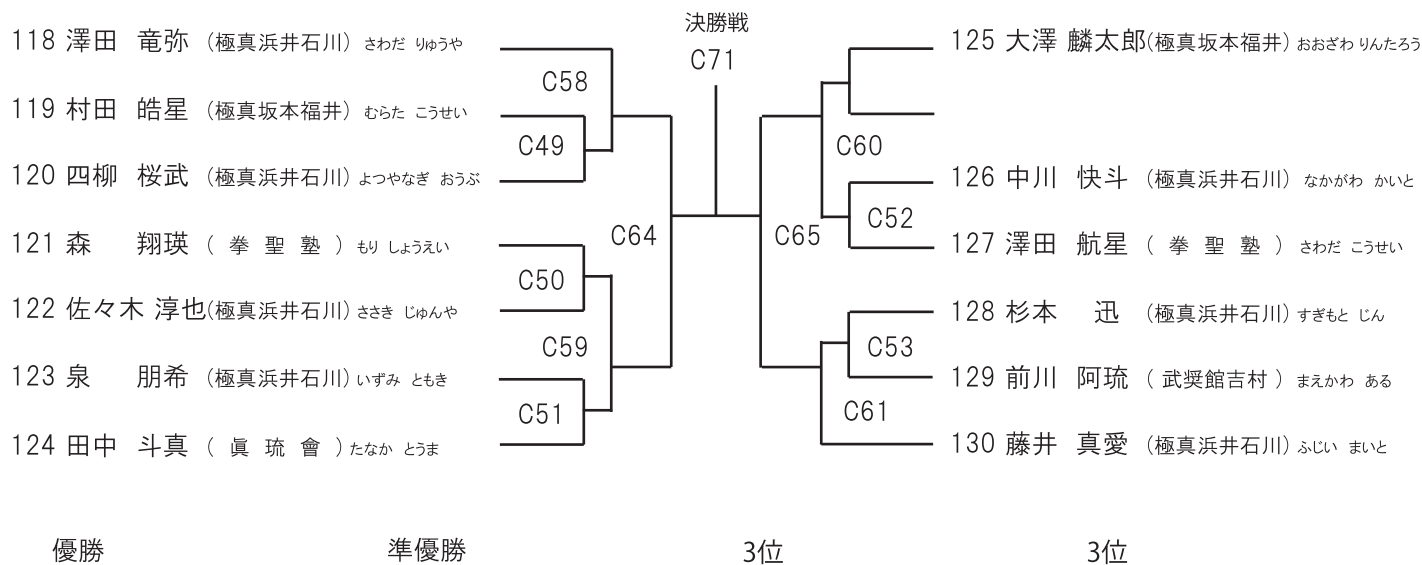 決勝戦
C71
118 澤田 竜弥 (極真浜井石川) さわだ りゅうや
C58
119 村田 皓星 (極真坂本福井) むらた こうせい
C49
120 四柳 桜武 (極真浜井石川) よつやなぎ おうぶ
C64
121 森 翔瑛 (拳聖塾) もり しょうえい
C50
122 佐々木 淳也 (極真浜井石川) ささき じゅんや
C59
123 泉 朋希 (極真浜井石川) いずみ ともき
C51
124 田中 斗真 (眞琉會) たなか とうま
125 大澤 麟太郎 (極真坂本福井) おおざわ りんたろう
C60
126 中川 快斗 (極真浜井石川) なかがわ かいと
C52
C65
127 澤田 航星 (拳聖塾) さわだ こうせい
128 杉本 迅 (極真浜井石川) すぎもと じん
C53
129 前川 阿琉 (武奨館吉村) まえかわ ある
C61
130 藤井 真愛 (極真浜井石川) ふじい まいと
優勝 準優勝 3位 3位